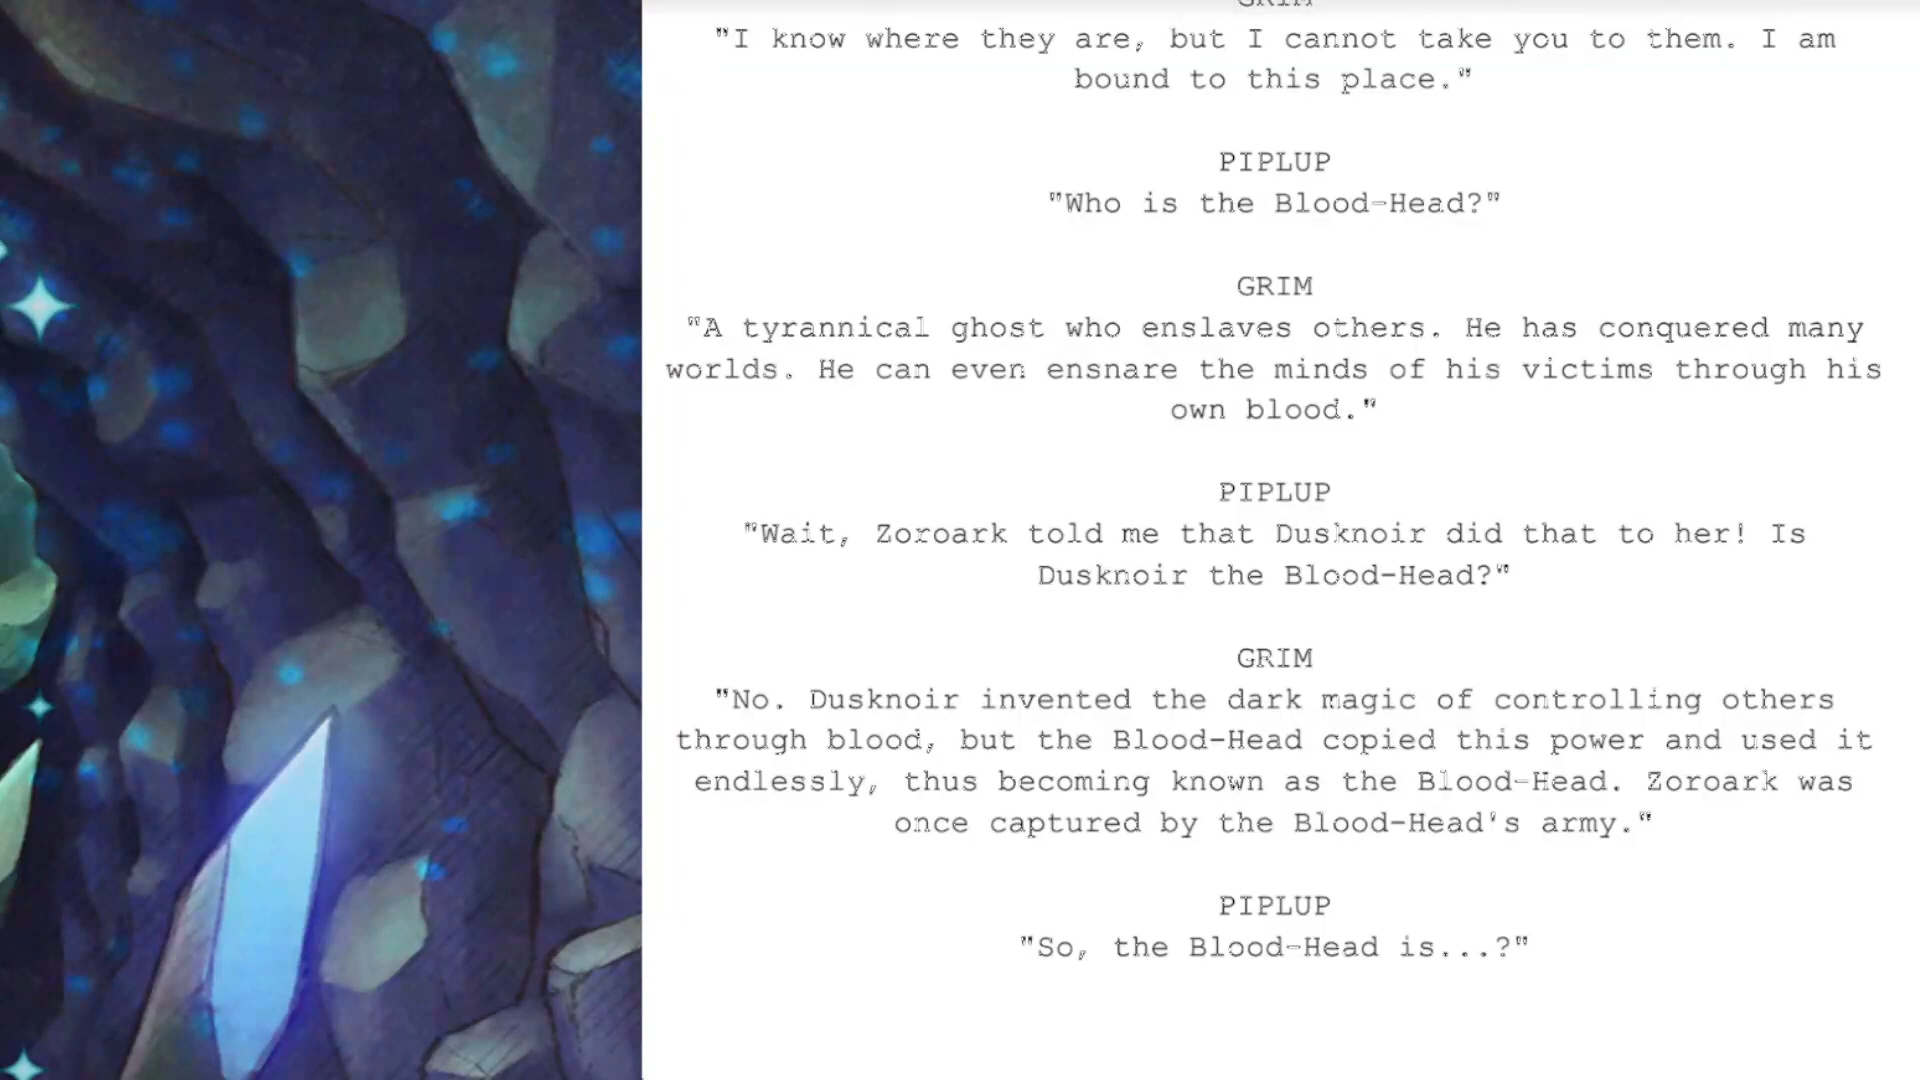 GRIM
"I know where they are, but I cannot take you to them. I am
bound to this place."
PIPLUP
"Who is the Blood-Head?"
GRIM
"A tyrannical ghost who enslaves others. He has conquered many
worlds. He can even ensnare the minds of his victims through his
own blood."
PIPLUP
"Wait, Zoroark told me that Dusknoir did that to her! Is
Dusknoir the Blood-Head?"
GRIM
"No. Dusknoir invented the dark magic of controlling others
through blood, but the Blood-Head copied this power and used it
endlessly, thus becoming known as the Blood-Head. Zoroark was
once captured by the Blood-Head's army."
PIPLUP
"So, the Blood-Head is...?"